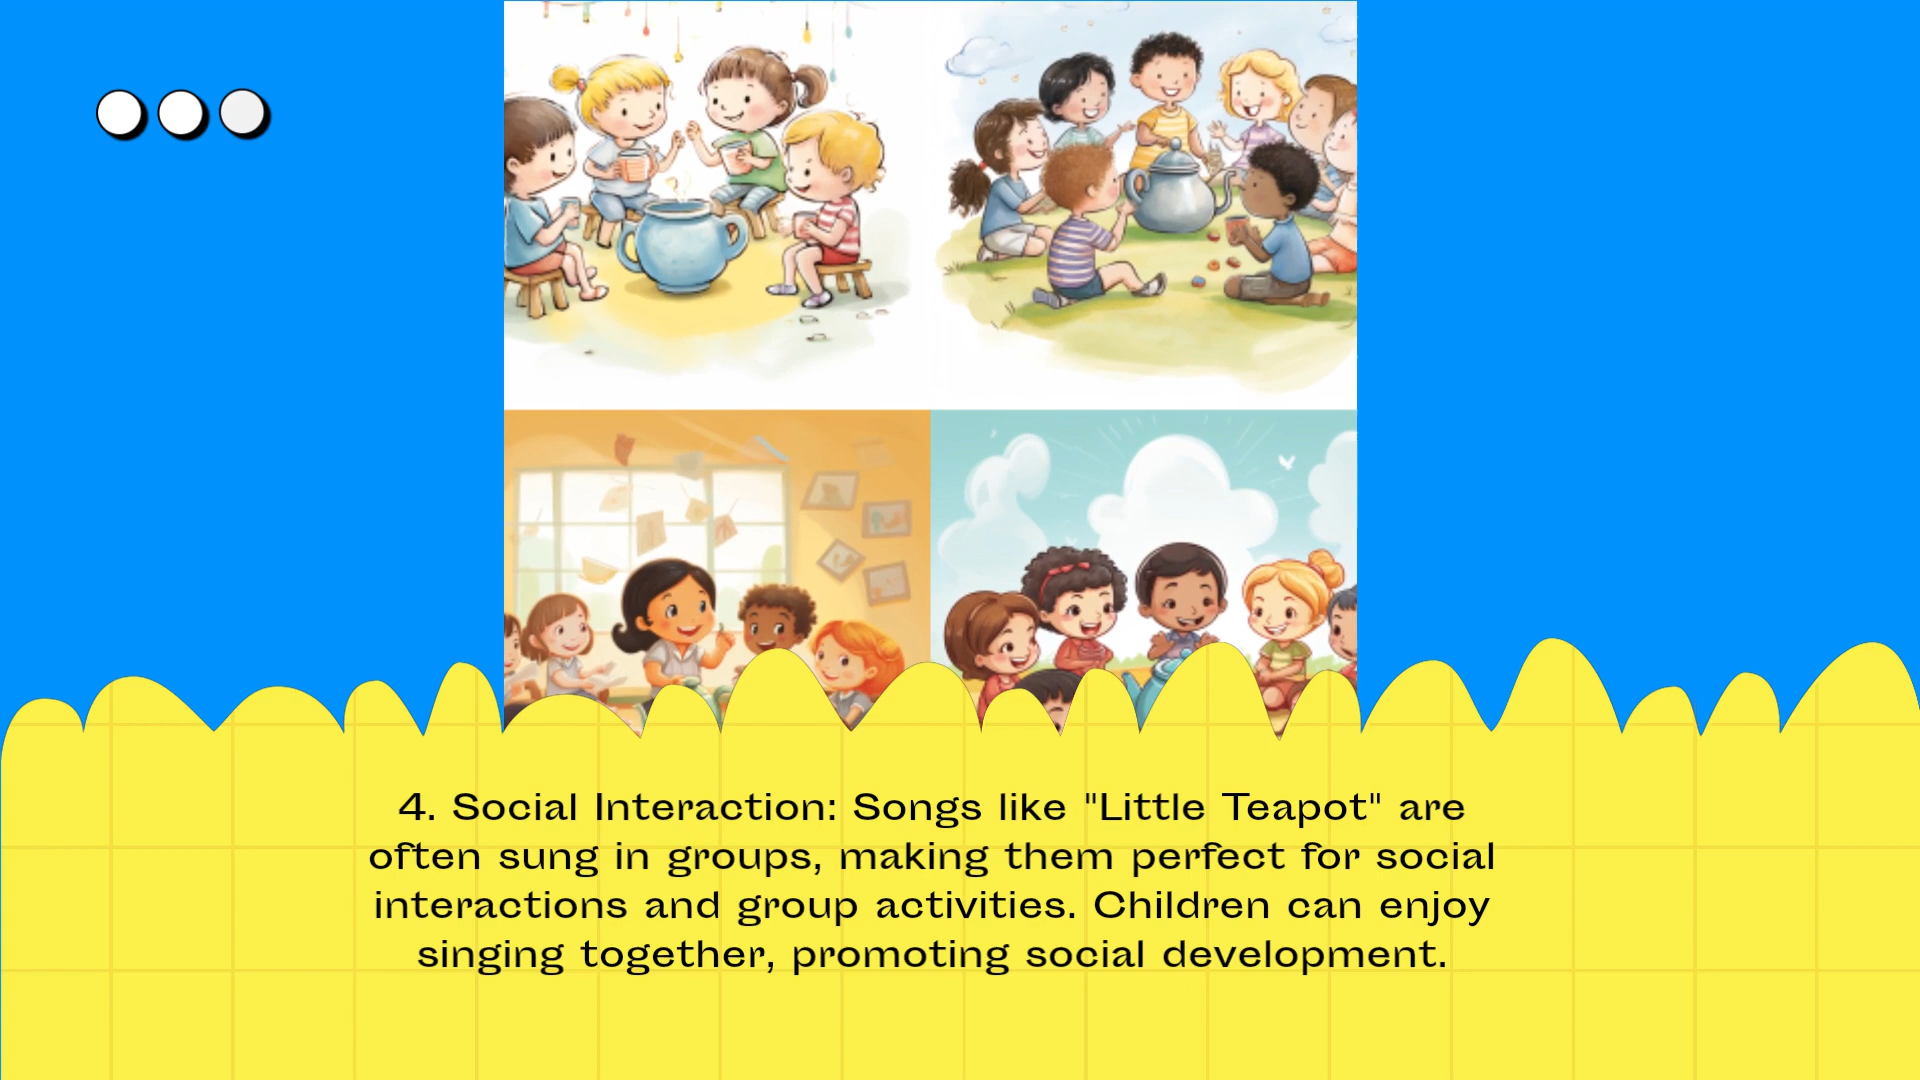 4. Social Interaction: Songs like "Little Teapot" are
often sung in groups, making them perfect for social
interactions and group activities. Children can enjoy
singing together, promoting social development.